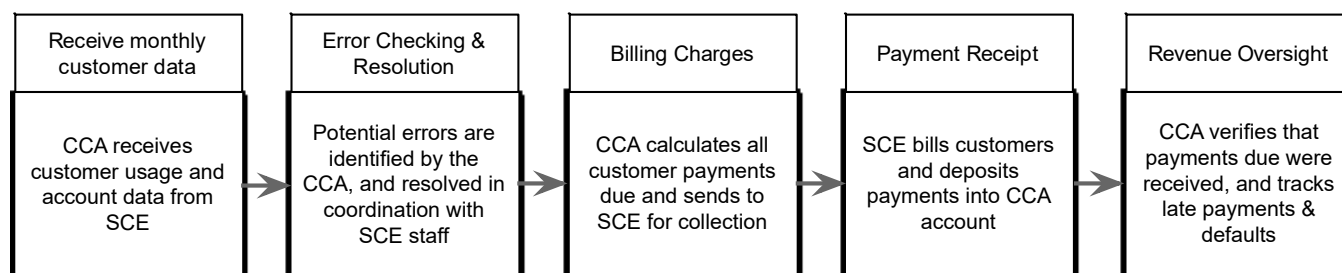 Receive monthly
customer data
CCA receives
customer usage and
account data from
SCE
Error Checking &
Resolution
Potential errors are
identified by the
CCA, and resolved in
coordination with
SCE staff
Billing Charges
CCA calculates all
customer payments
due and sends to
SCE for collection
Payment Receipt
SCE bills customers
and deposits
payments into CCA
account
Revenue Oversight
CCA verifies that
payments due were
received, and tracks
late payments &
defaults